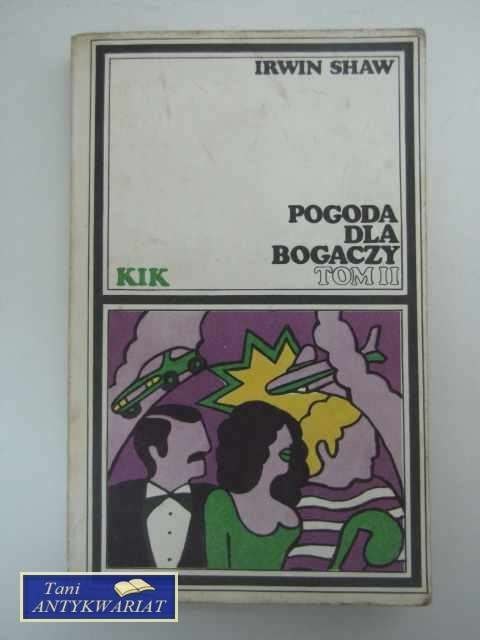 IRWIN SHAW
POGODA
DLA
BOGACZY
KIK
TOM II
Tani
ANTYKWARIAT